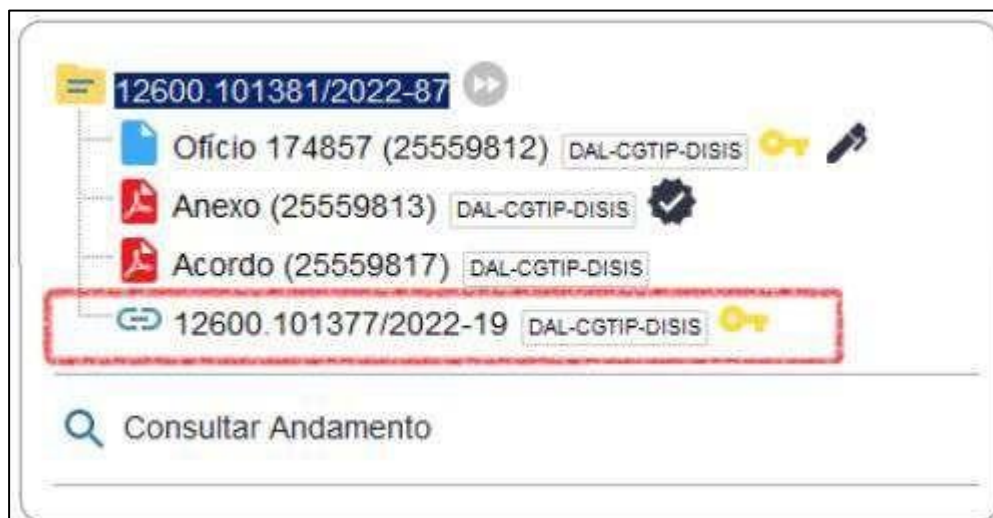 12600.101381/2022-87
Ofício 174857 (25559812) DAL-CGTIP-DISIS
Anexo (25559813) DAL-CGTIP-DISIS
Acordo (25559817) DAL-CGTIP-DISIS
12600.101377/2022-19 DAL-CGTIP-DISIS
Consultar Andamento